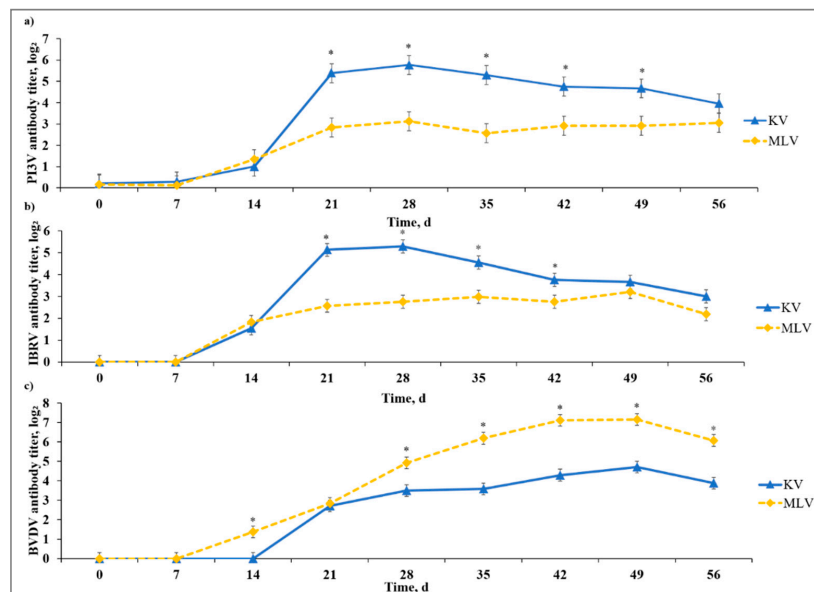 a)
PI3V antibody titer, log₂
7
6
5
4
3
2
1
0
* * * * *
0 7 14 21 28 35 42 49 56
Time, d
KV
MLV
b)
IBRV antibody titer, log₂
6
5
4
3
2
1
0
* * * *
0 7 14 21 28 35 42 49 56
Time, d
KV
MLV
c)
BVDV antibody titer, log₂
8
7
6
5
4
3
2
1
0
* * * * * *
0 7 14 21 28 35 42 49 56
Time, d
KV
MLV